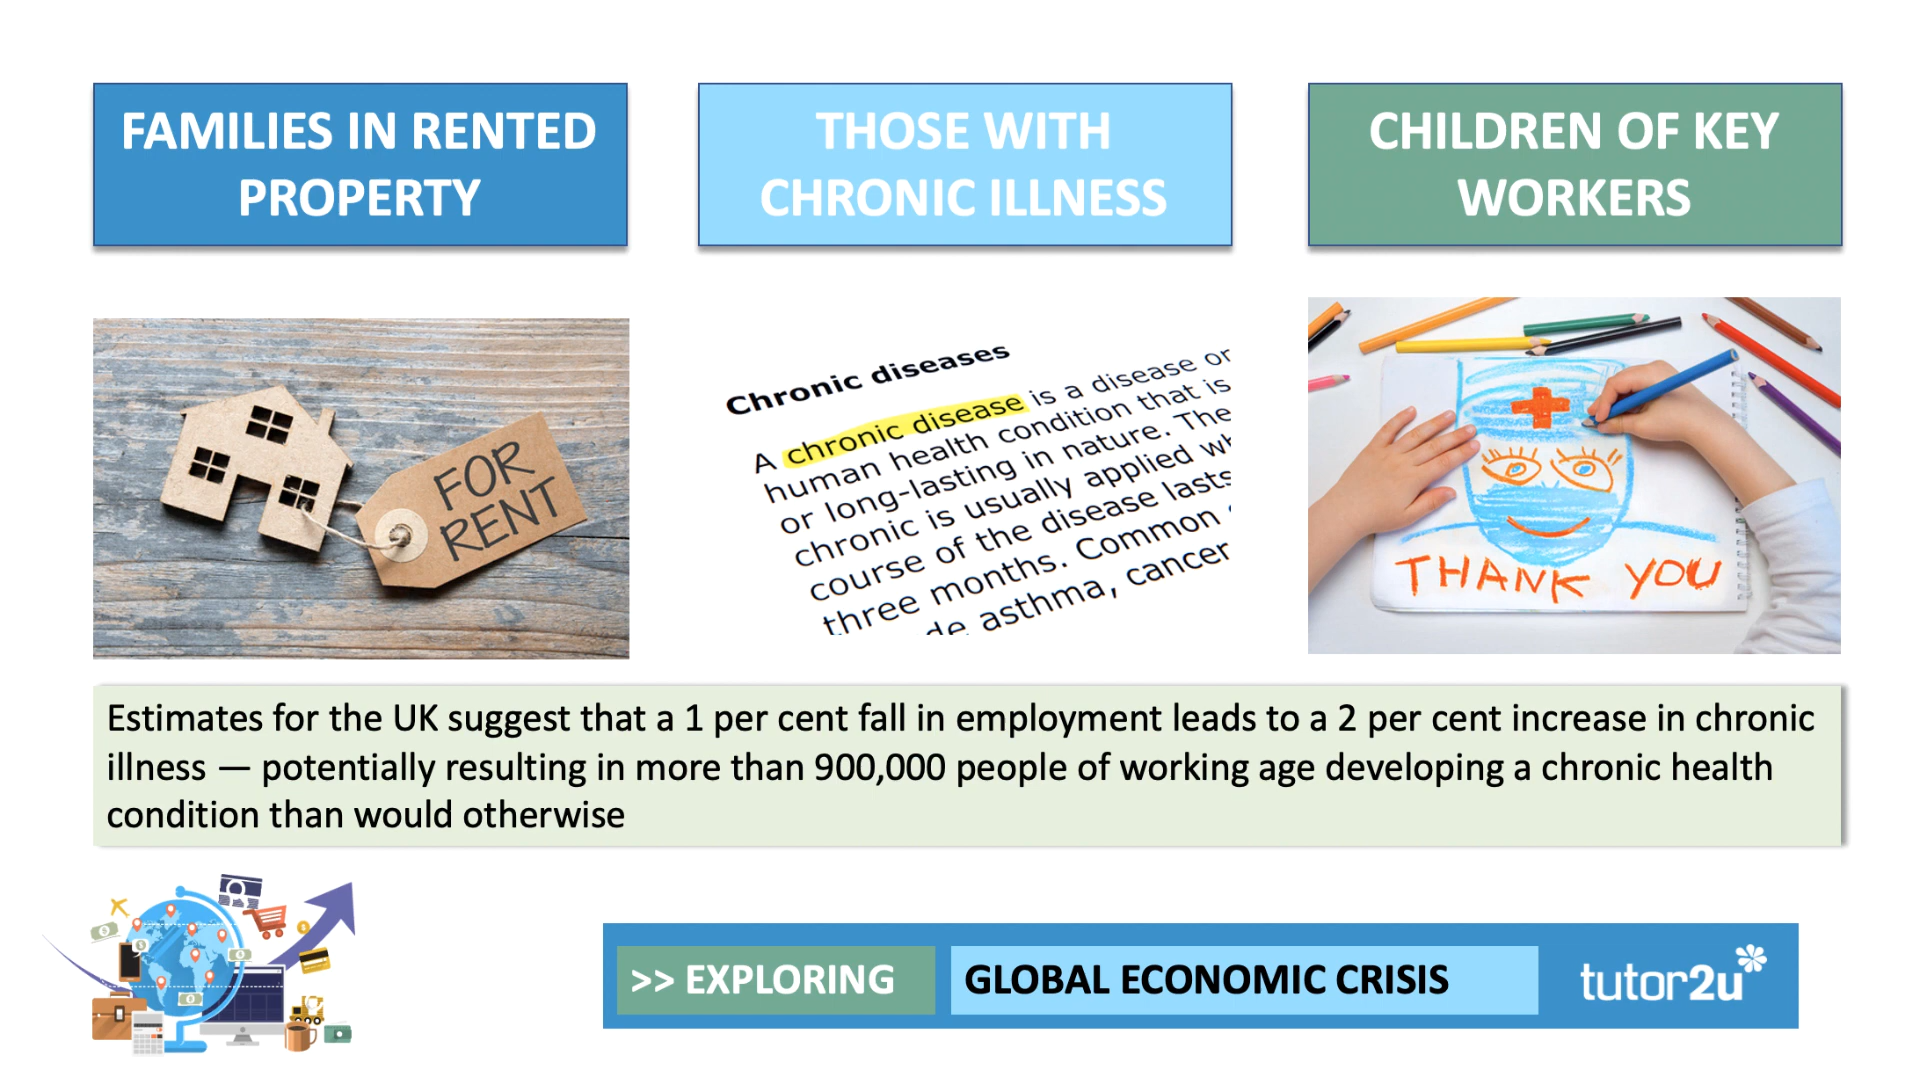 FAMILIES IN RENTED
PROPERTY
THOSE WITH
CHRONIC ILLNESS
CHILDREN OF KEY
WORKERS
FOR
RENT
Chronic diseases
A chronic disease is a disease or
human health condition that is
or long-lasting in nature. The
chronic is usually applied wh
course of the disease lasts
three months. Common
de asthma, cancer
THANK YOU
Estimates for the UK suggest that a 1 per cent fall in employment leads to a 2 per cent increase in chronic
illness — potentially resulting in more than 900,000 people of working age developing a chronic health
condition than would otherwise
>> EXPLORING
GLOBAL ECONOMIC CRISIS
tutor2u